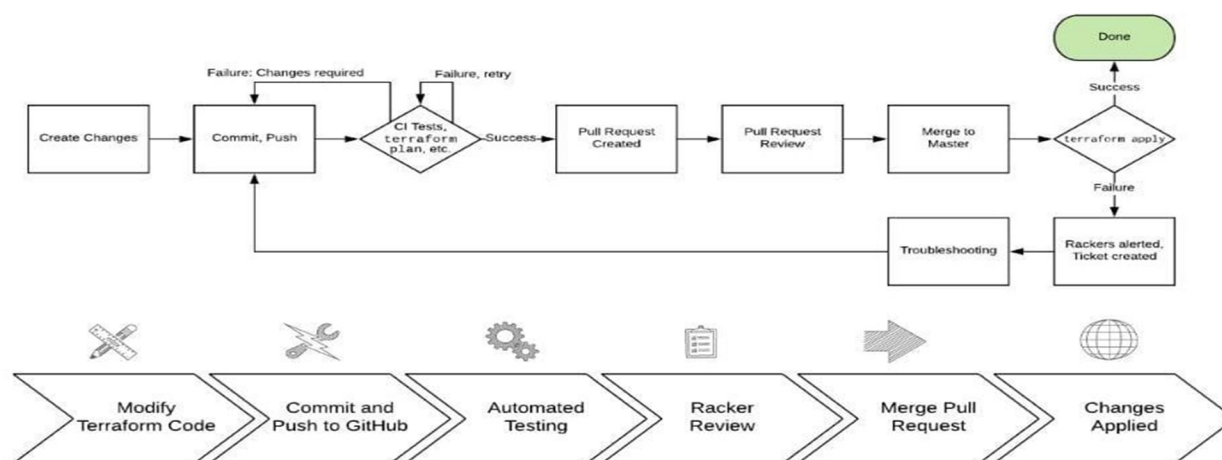 Done
Failure: Changes required
Failure, retry
Success
Create Changes
Commit, Push
CI Tests,
terraform
plan, etc.
Success
Pull Request
Created
Pull Request
Review
Merge to
Master
terraform apply
Failure
Troubleshooting
Rackers alerted,
Ticket created
Modify
Terraform Code
Commit and
Push to GitHub
Automated
Testing
Racker
Review
Merge Pull
Request
Changes
Applied